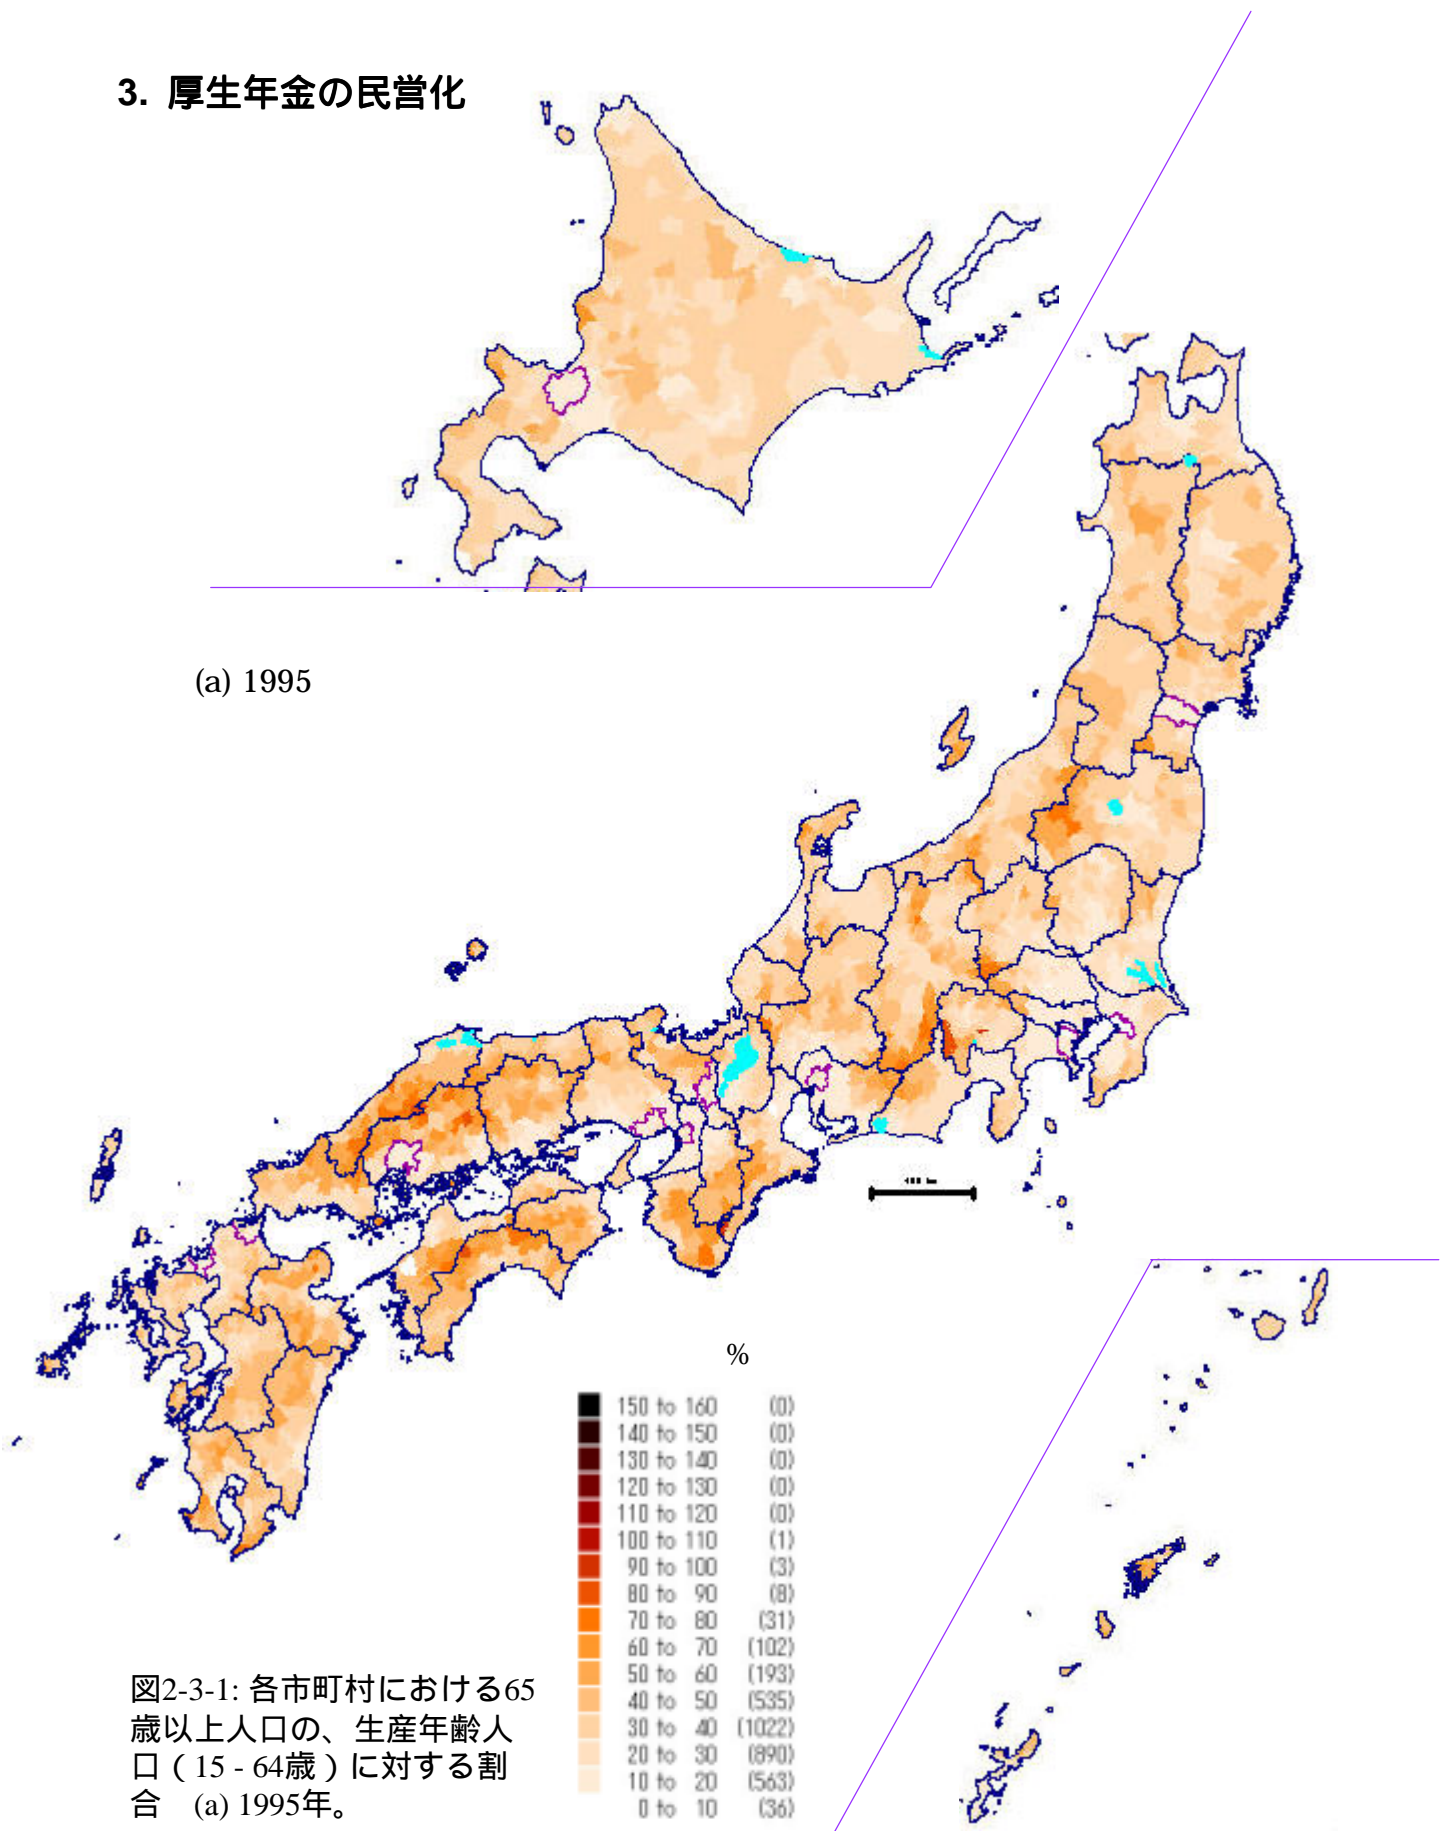 3. 厚生年金の民営化
(a) 1995
%
150 to 160 (0)
140 to 150 (0)
130 to 140 (0)
120 to 130 (0)
110 to 120 (0)
100 to 110 (1)
90 to 100 (3)
80 to 90 (8)
70 to 80 (31)
60 to 70 (102)
50 to 60 (193)
40 to 50 (535)
30 to 40 (1022)
20 to 30 (890)
10 to 20 (563)
0 to 10 (36)
図2-3-1: 各市町村における65
歳以上人口の、生産年齢人
口（15 - 64歳）に対する割
合　(a) 1995年。